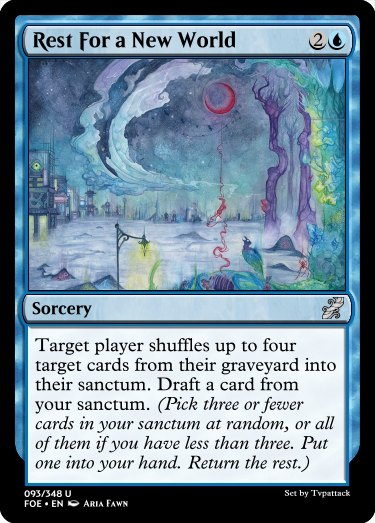 Rest For a New World
2
Sorcery
Target player shuffles up to four
target cards from their graveyard into
their sanctum. Draft a card from
your sanctum. (Pick three or fewer
cards in your sanctum at random, or all
of them if you have less than three. Put
one into your hand. Return the rest.)
093/348 U
FOE • EN Aria Fawn
Set by Tvpattack